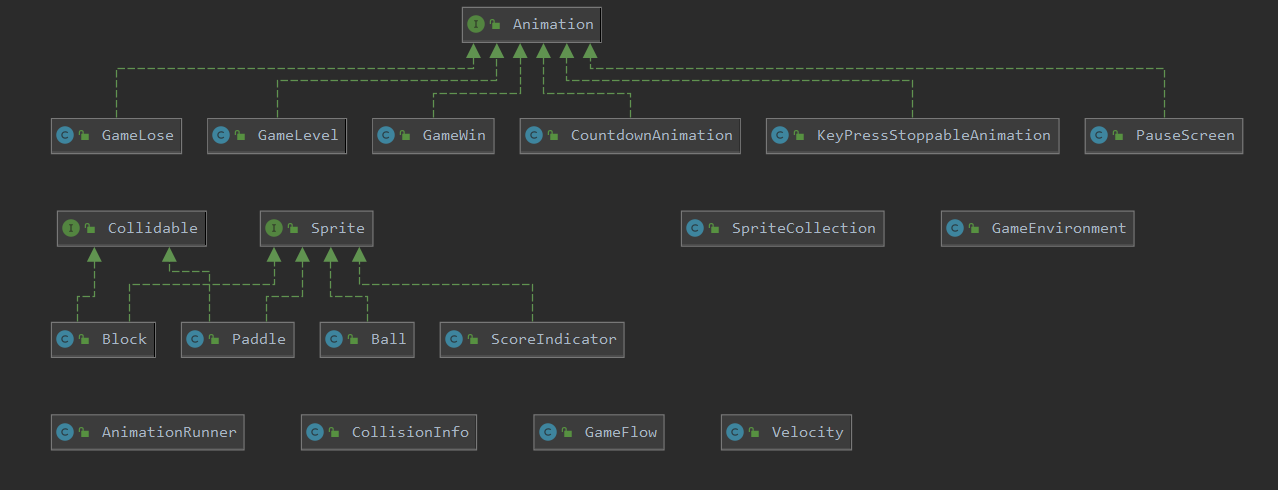 I Animation
C GameLose C GameLevel C GameWin C CountdownAnimation C KeyPressStoppableAnimation C PauseScreen
I Collidable I Sprite C SpriteCollection C GameEnvironment
C Block C Paddle C Ball C ScoreIndicator
C AnimationRunner C CollisionInfo C GameFlow C Velocity